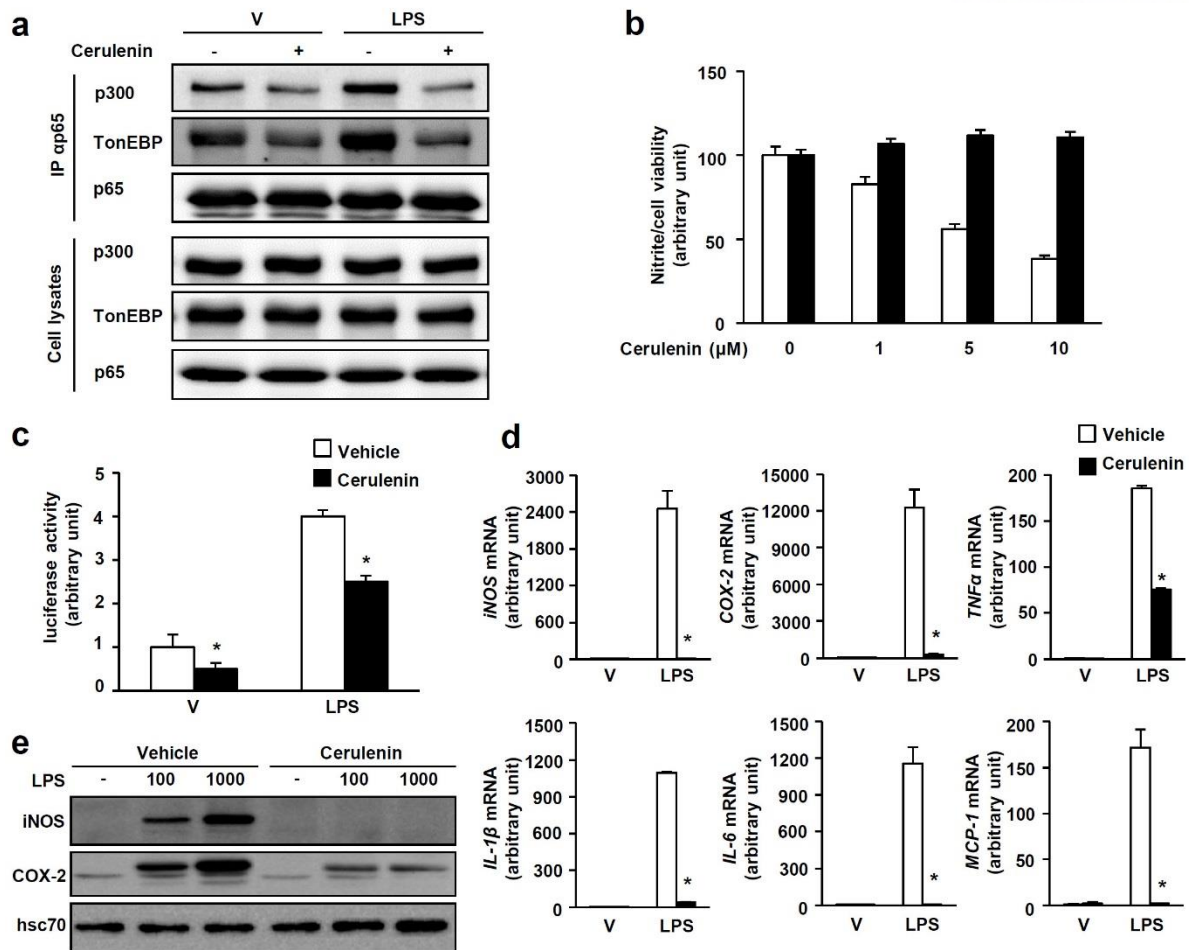 a
V LPS
Cerulenin - + - +
IP αp65
p300
TonEBP
p65
Cell lysates
p300
TonEBP
p65
b
Nitrite/cell viability
(arbitrary unit)
150
100
50
0
Cerulenin (µM) 0 1 5 10
c
Vehicle
Cerulenin
luciferase activity
(arbitrary unit)
5
4
3
2
1
0
*
*
V LPS
d
Vehicle
Cerulenin
iNOS mRNA
(arbitrary unit)
3000
2400
1800
1200
600
0
*
V LPS
COX-2 mRNA
(arbitrary unit)
15000
12000
9000
6000
3000
0
*
V LPS
TNFα mRNA
(arbitrary unit)
200
150
100
50
0
*
V LPS
IL-1β mRNA
(arbitrary unit)
1500
1200
900
600
300
0
*
V LPS
IL-6 mRNA
(arbitrary unit)
1500
1200
900
600
300
0
*
V LPS
MCP-1 mRNA
(arbitrary unit)
200
150
100
50
0
*
V LPS
e
Vehicle Cerulenin
LPS - 100 1000 - 100 1000
iNOS
COX-2
hsc70